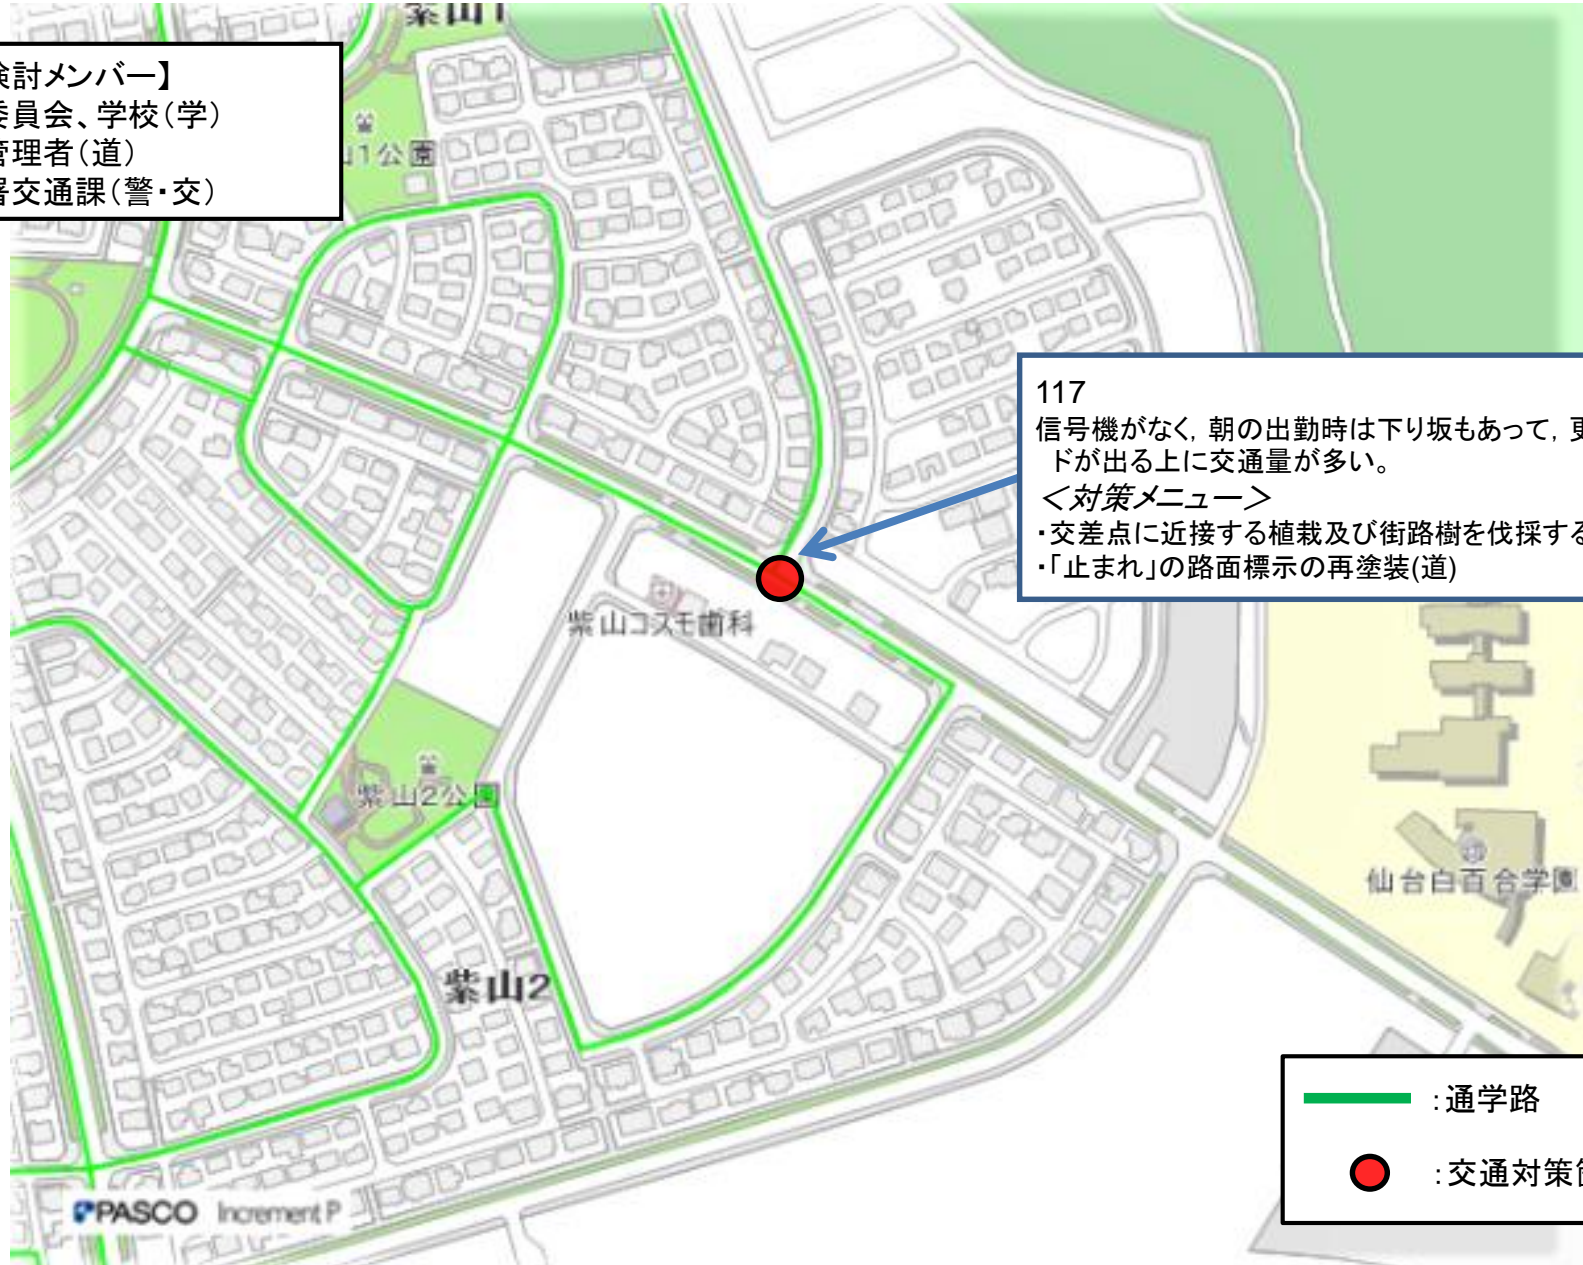 紫山1
検討メンバー】
委員会、学校(学)
管理者(道)
署交通課(警・交)
山1公園
117
信号機がなく, 朝の出勤時は下り坂もあって, 更
ドが出る上に交通量が多い。
<対策メニュー>
・交差点に近接する植栽及び街路樹を伐採する
・「止まれ」の路面標示の再塗装(道)
紫山コスモ歯科
紫山2公園
仙台白百合学園
紫山2
:通学路
:交通対策箇
PASCO Increment P